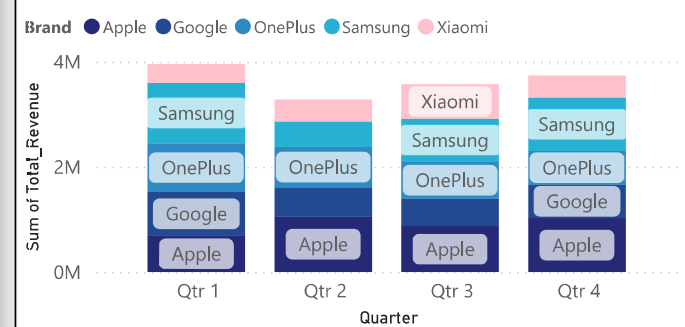 Brand Apple Google OnePlus Samsung Xiaomi
Sum of Total_Revenue
4M
2M
0M
Samsung
OnePlus
Google
Apple
OnePlus
Apple
Xiaomi
Samsung
OnePlus
Apple
Samsung
OnePlus
Google
Apple
Qtr 1 Qtr 2 Qtr 3 Qtr 4
Quarter